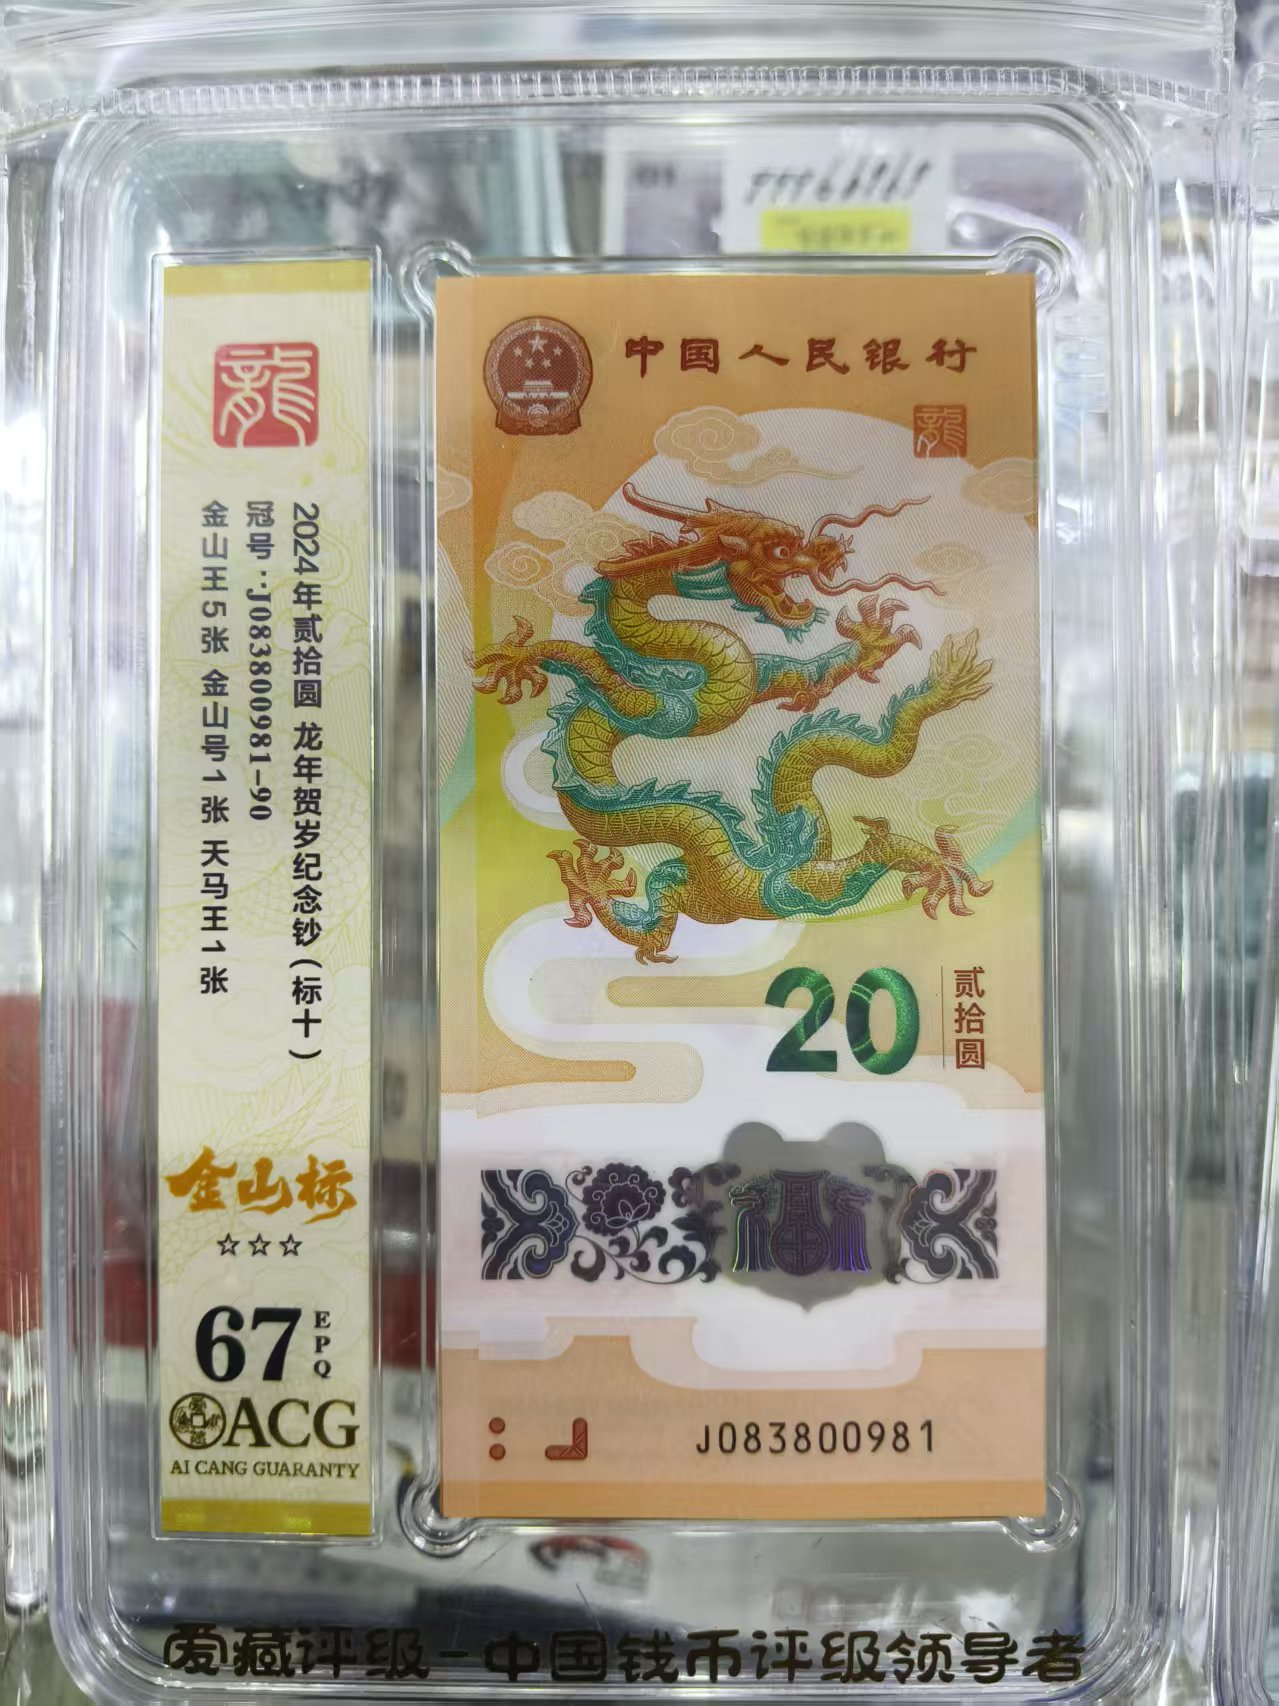 龍
2024年贰拾圆 龙年贺岁纪念钞(标十)
冠号:J083800981-90
金山王5张 金山号1张 天马王1张
金山标
☆☆☆
67
EPQ
ACG
AI CANG GUARANTY
中国人民银行
龍
20
贰拾圆
J083800981
爱藏评级-中国钱币评级领导者